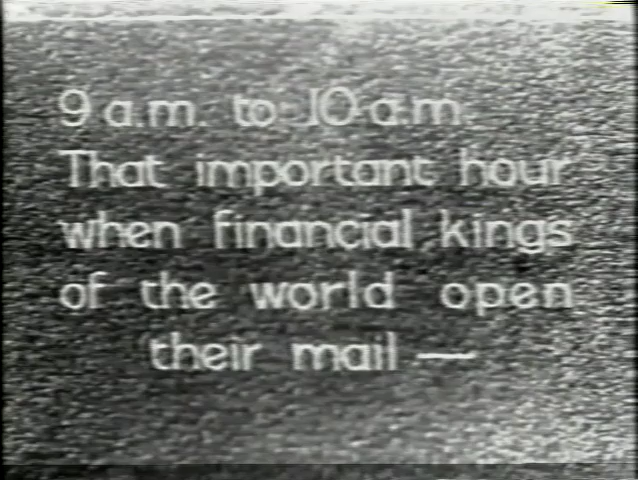 9 a.m. to 10 a.m.
That important hour
when financial kings
of the world open
their mail —